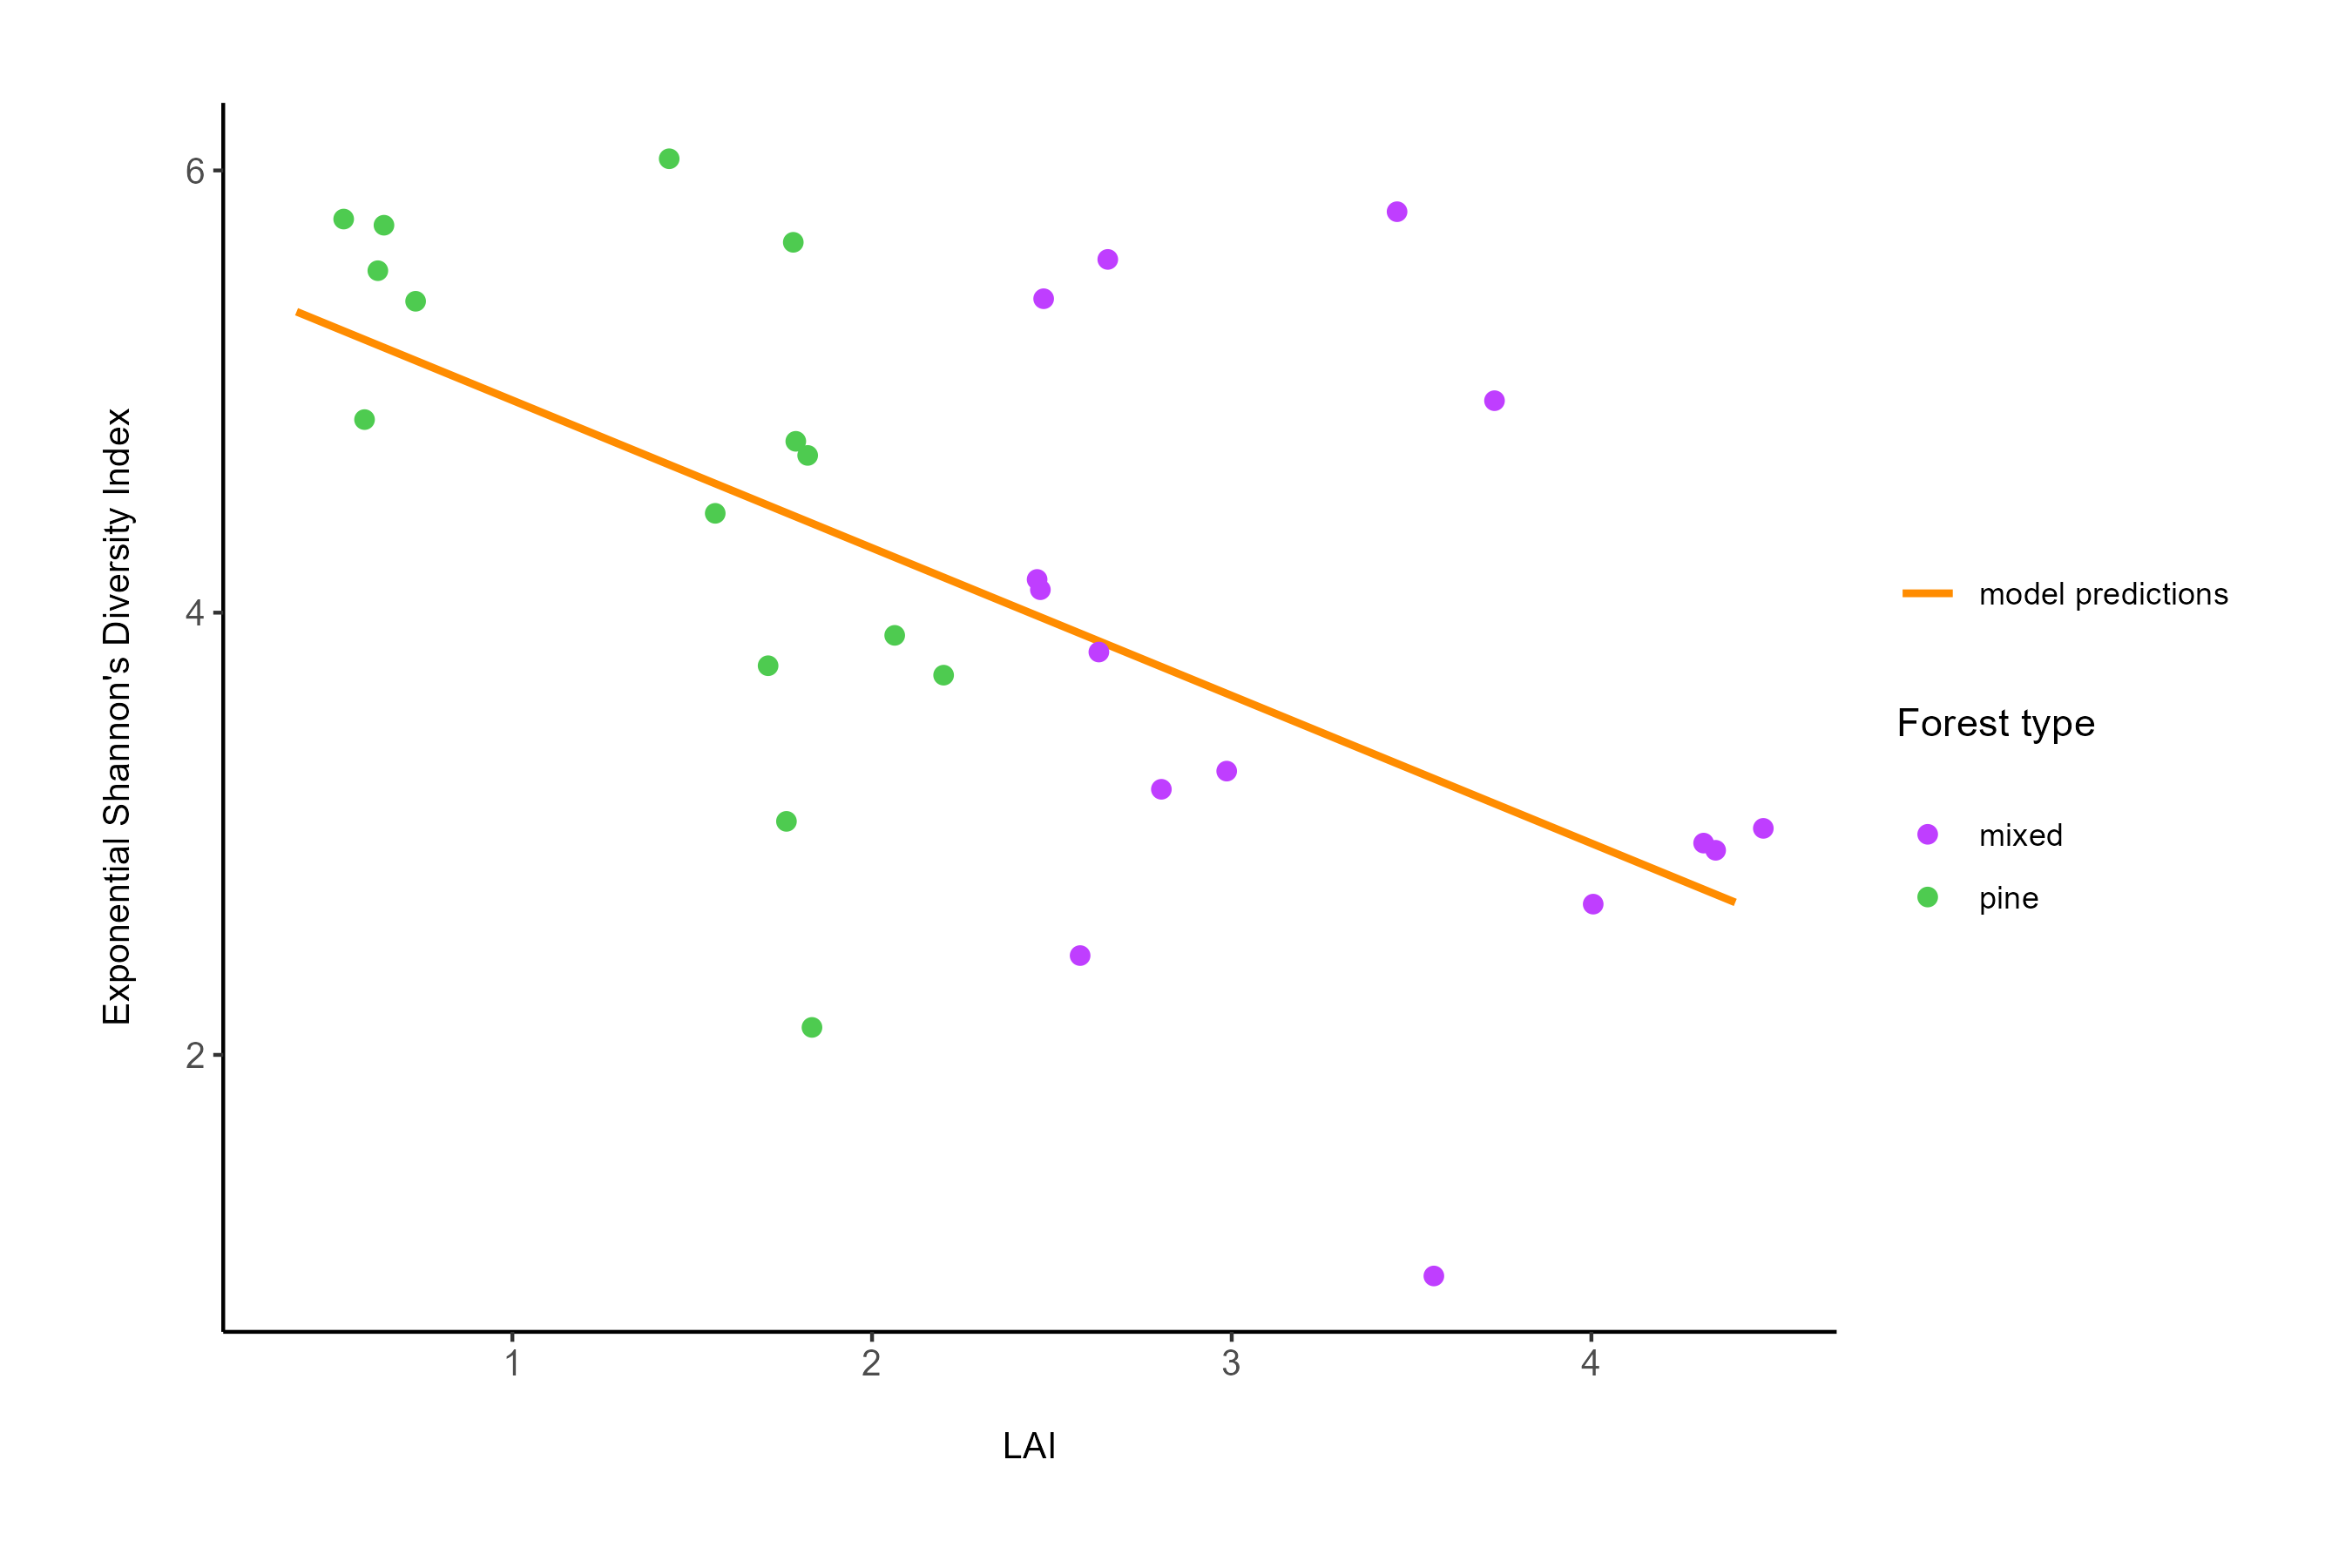 Exponential Shannon's Diversity Index
6
4
2
1
2
3
4
LAI
model predictions
Forest type
mixed
pine